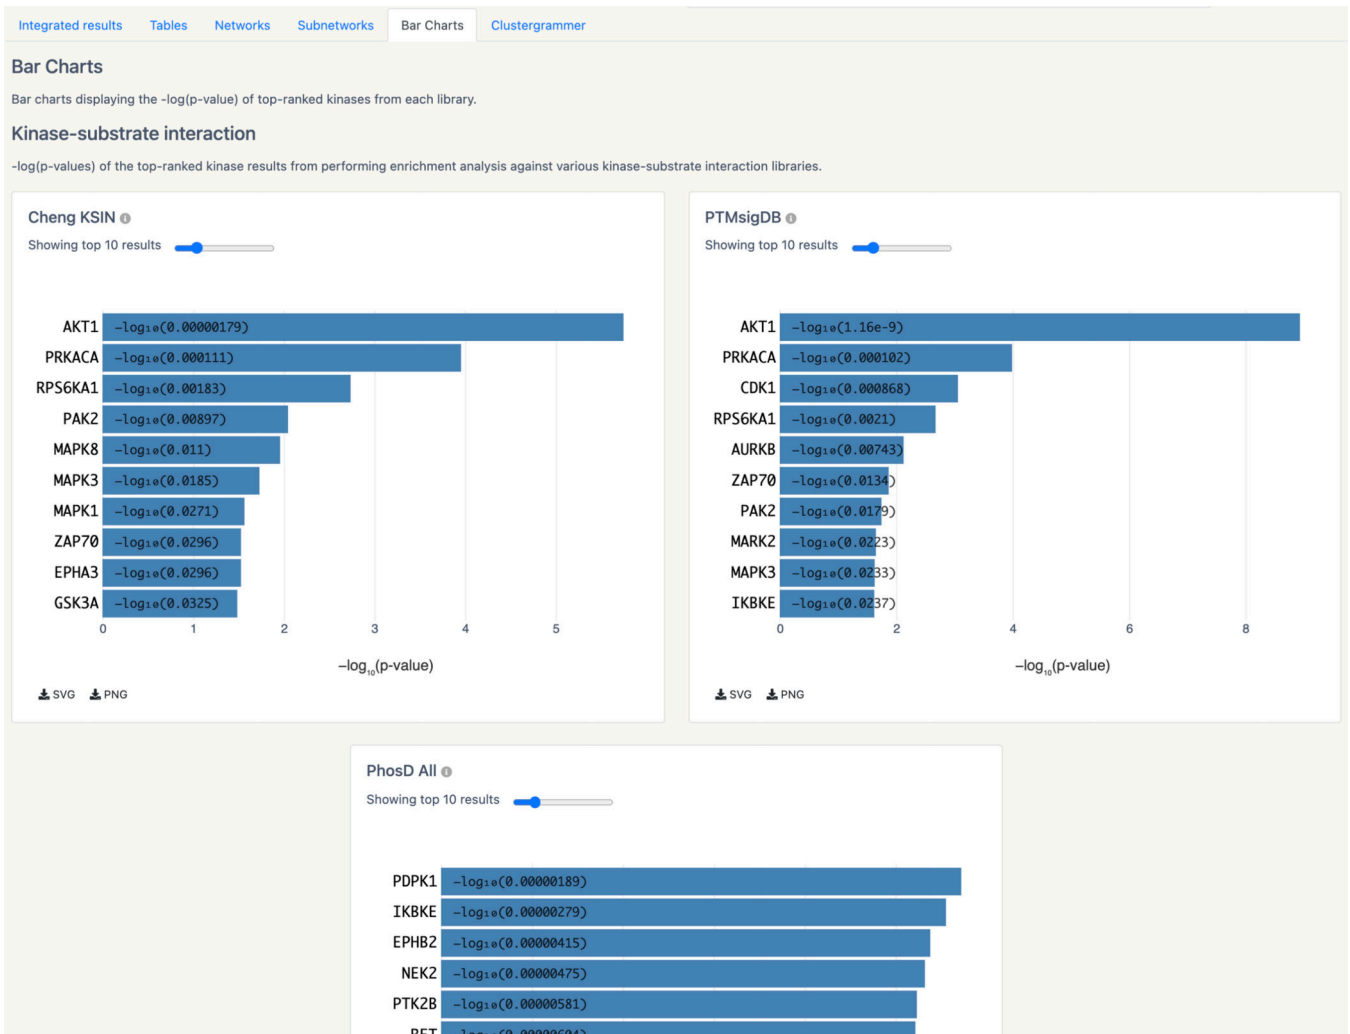 Integrated results Tables Networks Subnetworks Bar Charts Clustergrammer
Bar Charts
Bar charts displaying the -log(p-value) of top-ranked kinases from each library.
Kinase-substrate interaction
-log(p-values) of the top-ranked kinase results from performing enrichment analysis against various kinase-substrate interaction libraries.
Cheng KSIN
Showing top 10 results
AKT1 −log₁₀(0.00000179)
PRKACA −log₁₀(0.000111)
RPS6KA1 −log₁₀(0.00183)
PAK2 −log₁₀(0.00897)
MAPK8 −log₁₀(0.011)
MAPK3 −log₁₀(0.0185)
MAPK1 −log₁₀(0.0271)
ZAP70 −log₁₀(0.0296)
EPHA3 −log₁₀(0.0296)
GSK3A −log₁₀(0.0325)
0 1 2 3 4 5
−log₁₀(p-value)
SVG PNG
PTMsigDB
Showing top 10 results
AKT1 −log₁₀(1.16e-9)
PRKACA −log₁₀(0.000102)
CDK1 −log₁₀(0.000868)
RPS6KA1 −log₁₀(0.0021)
AURKB −log₁₀(0.00743)
ZAP70 −log₁₀(0.0134)
PAK2 −log₁₀(0.0179)
MARK2 −log₁₀(0.0223)
MAPK3 −log₁₀(0.0233)
IKBKE −log₁₀(0.0237)
0 2 4 6 8
−log₁₀(p-value)
SVG PNG
PhosD All
Showing top 10 results
PDPK1 −log₁₀(0.00000189)
IKBKE −log₁₀(0.00000279)
EPHB2 −log₁₀(0.00000415)
NEK2 −log₁₀(0.00000475)
PTK2B −log₁₀(0.00000581)